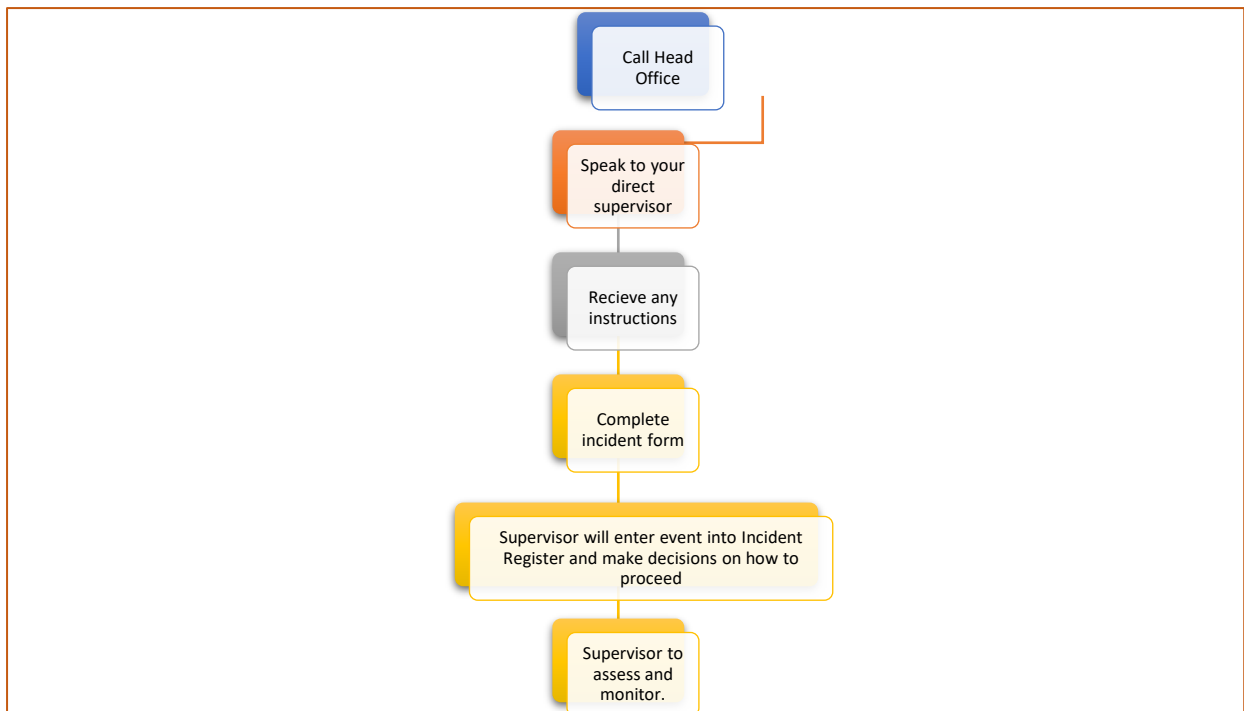 Call Head
Office
Speak to your
direct
supervisor
Recieve any
instructions
Complete
incident form
Supervisor will enter event into Incident
Register and make decisions on how to
proceed
Supervisor to
assess and
monitor.